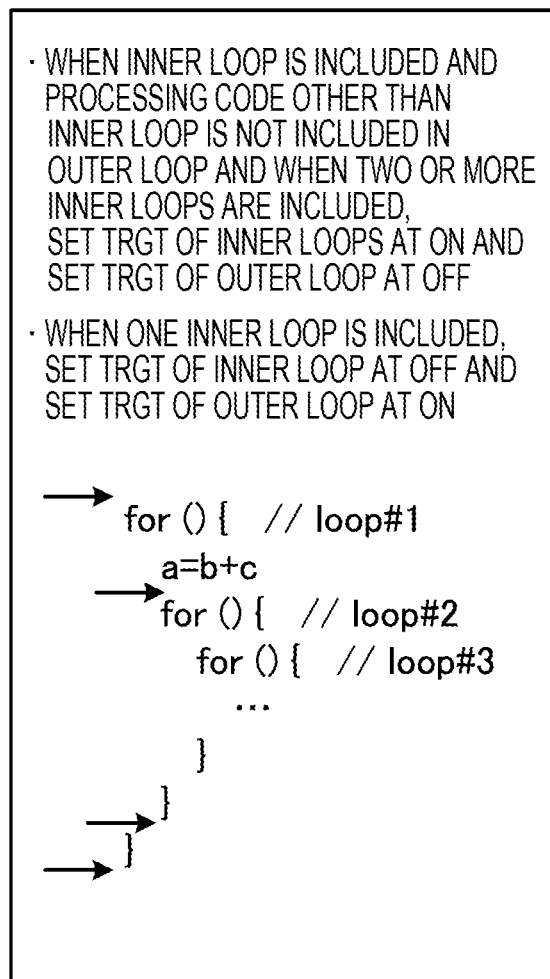 · WHEN INNER LOOP IS INCLUDED AND
PROCESSING CODE OTHER THAN
INNER LOOP IS NOT INCLUDED IN
OUTER LOOP AND WHEN TWO OR MORE
INNER LOOPS ARE INCLUDED,
SET TRGT OF INNER LOOPS AT ON AND
SET TRGT OF OUTER LOOP AT OFF
· WHEN ONE INNER LOOP IS INCLUDED,
SET TRGT OF INNER LOOP AT OFF AND
SET TRGT OF OUTER LOOP AT ON
for () { // loop#1
a=b+c
for () { // loop#2
for () { // loop#3
...
}
}
}